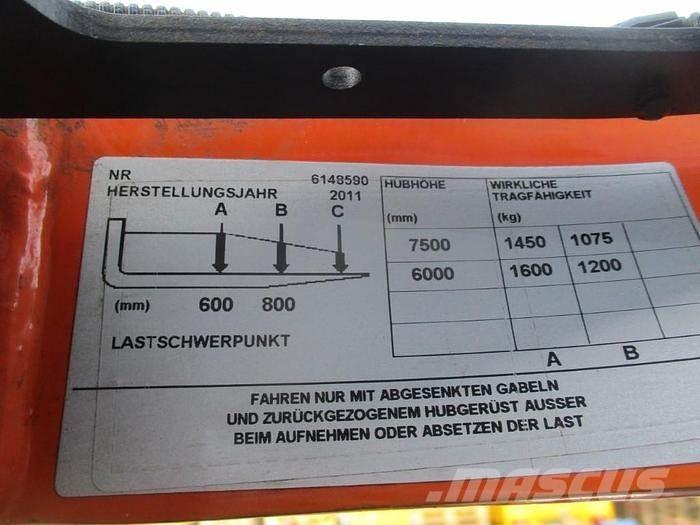 NR 6148590
HERSTELLUNGSJAHR 2011
A B C
(mm) 600 800
LASTSCHWERPUNKT
HUBHÖHE WIRKLICHE
TRAGFÄHIGKEIT
(mm) (kg)
7500 1450 1075
6000 1600 1200
A B
FAHREN NUR MIT ABGESENKTEN GABELN
UND ZURÜCKGEZOGENEM HUBGERÜST AUSSER
BEIM AUFNEHMEN ODER ABSETZEN DER LAST
MASCUS